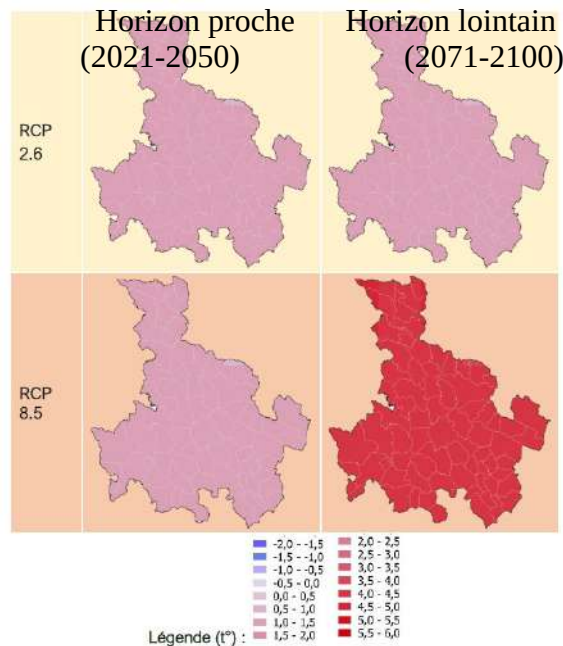 Horizon proche
(2021-2050)
Horizon lointain
(2071-2100)
RCP
2.6
RCP
8.5
Légende (t°) :
-2,0 - -1,5
-1,5 - -1,0
-1,0 - -0,5
-0,5 - 0,0
0,0 - 0,5
0,5 - 1,0
1,0 - 1,5
1,5 - 2,0
2,0 - 2,5
2,5 - 3,0
3,0 - 3,5
3,5 - 4,0
4,0 - 4,5
4,5 - 5,0
5,0 - 5,5
5,5 - 6,0